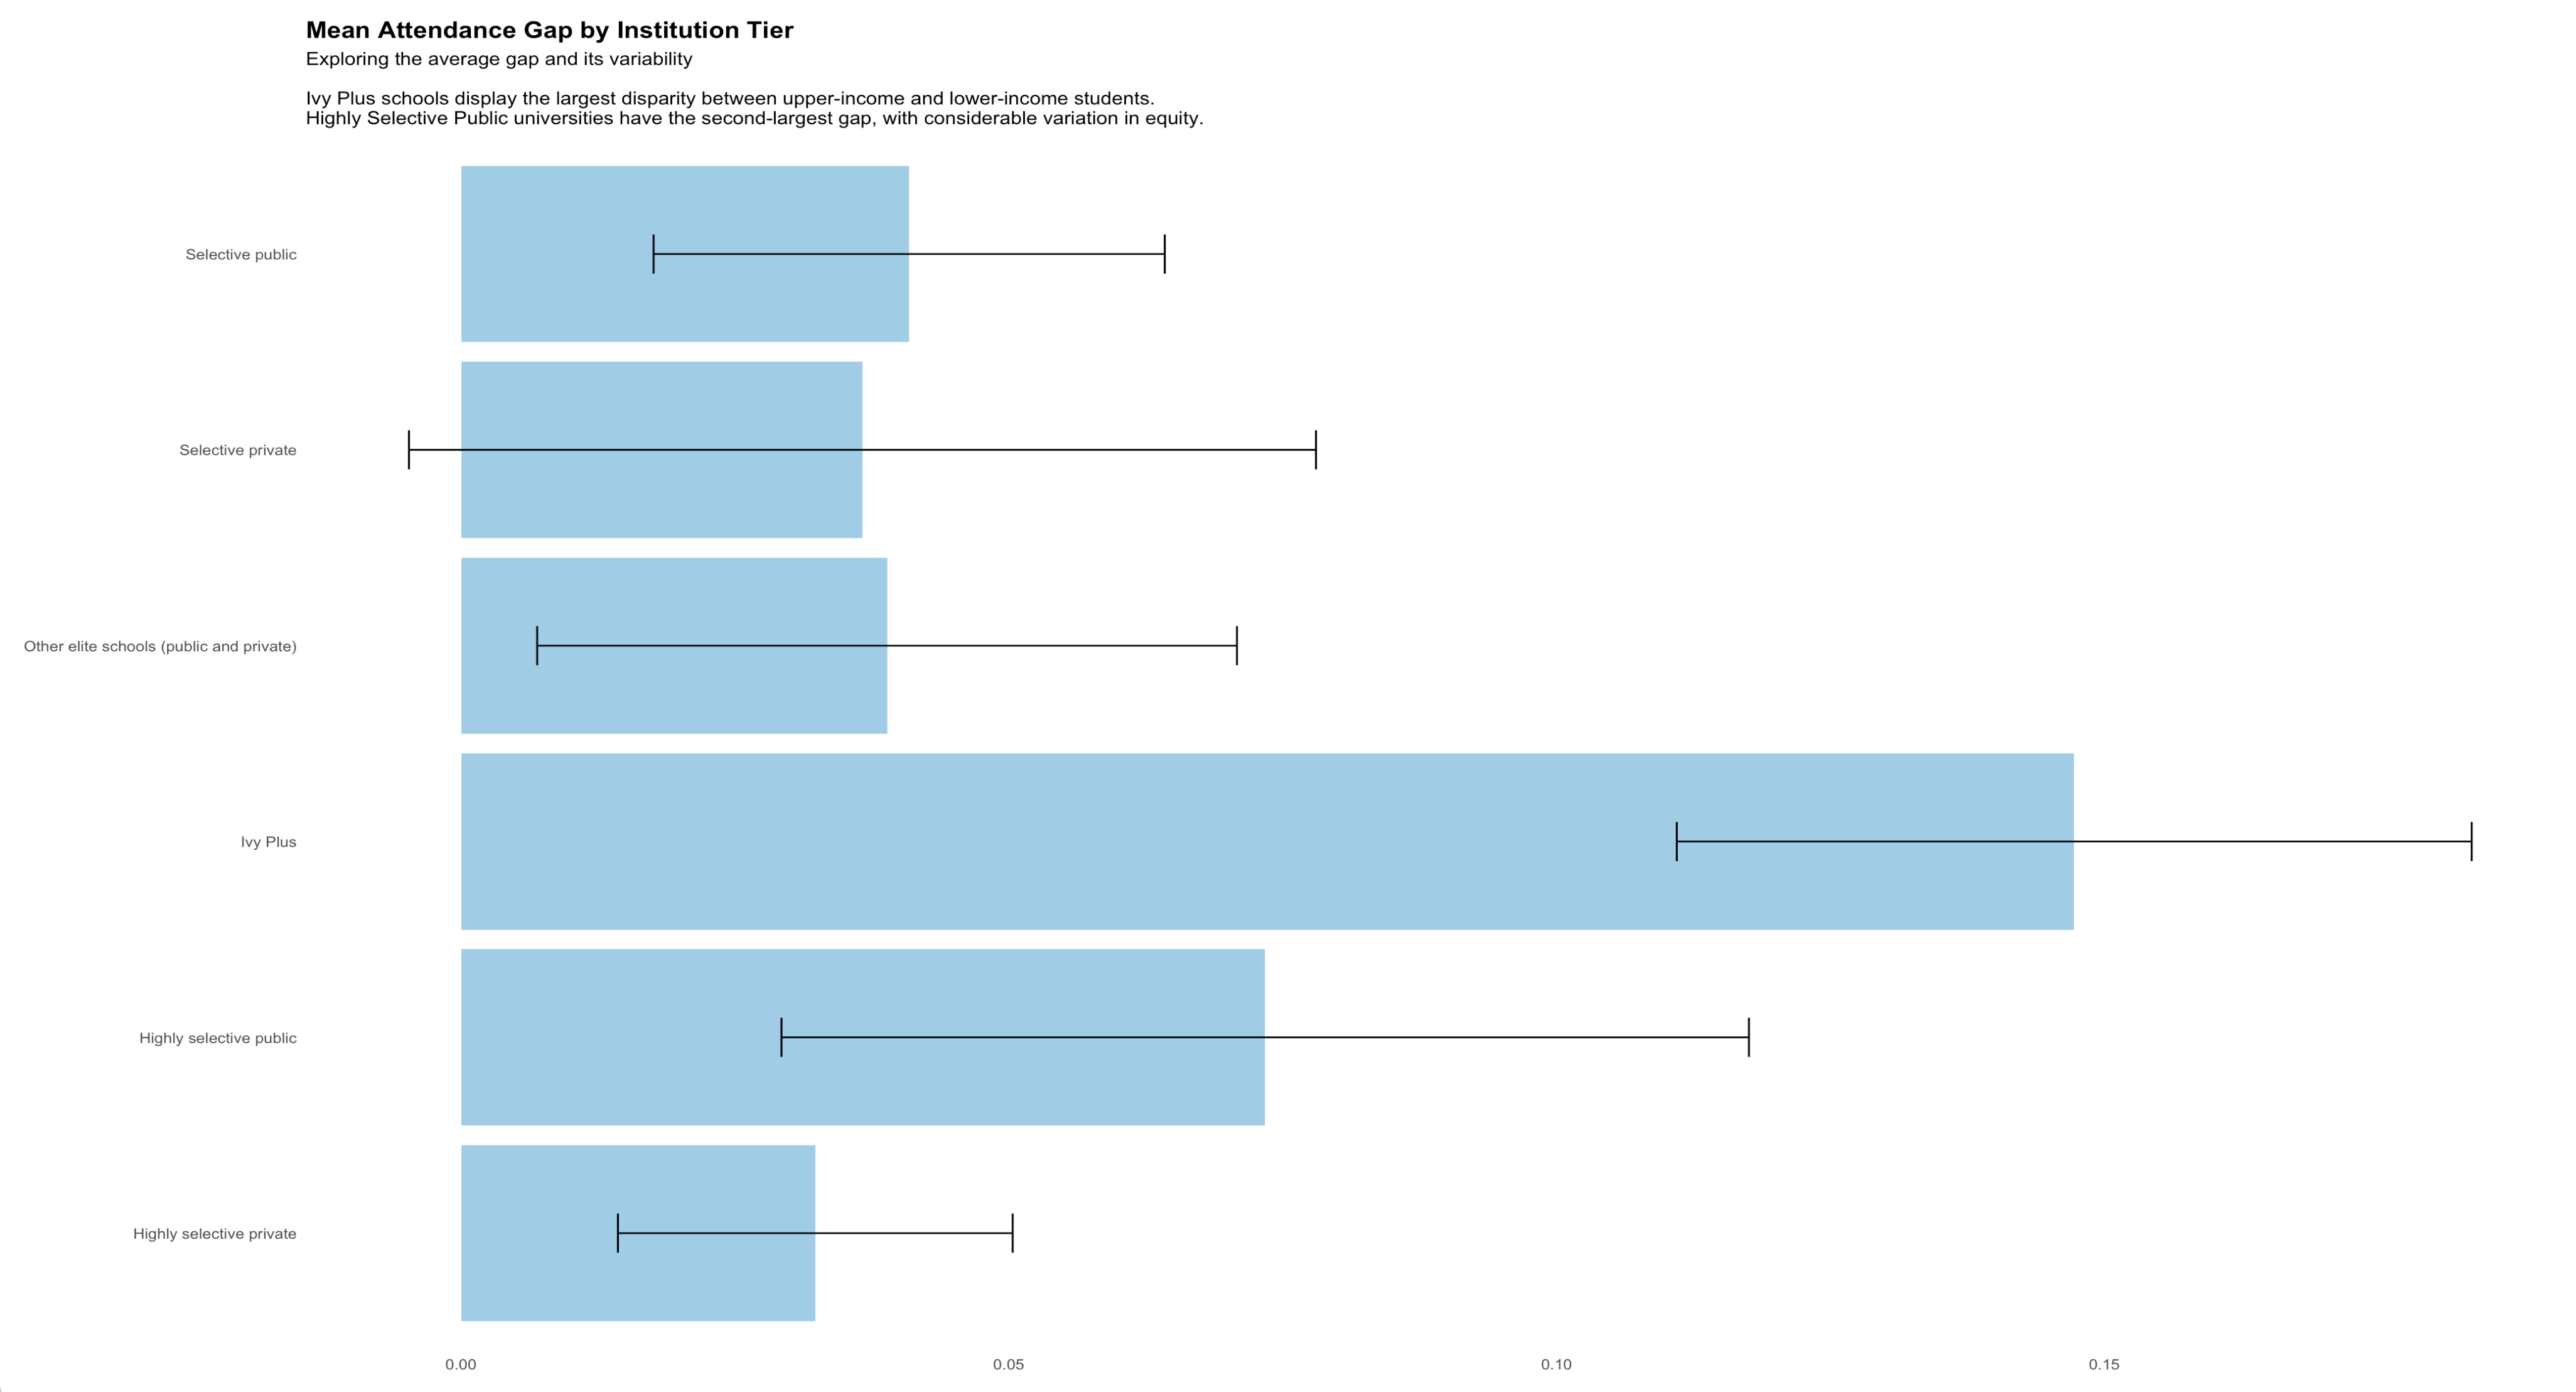 Mean Attendance Gap by Institution Tier
Exploring the average gap and its variability
Ivy Plus schools display the largest disparity between upper-income and lower-income students.
Highly Selective Public universities have the second-largest gap, with considerable variation in equity.
Selective public
Selective private
Other elite schools (public and private)
Ivy Plus
Highly selective public
Highly selective private
0.00 0.05 0.10 0.15